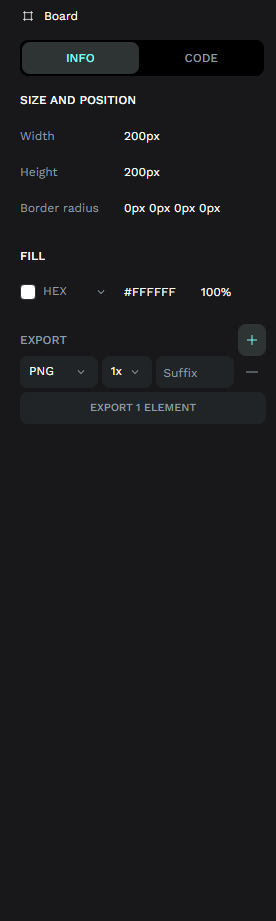 Board
INFO CODE
SIZE AND POSITION
Width 200px
Height 200px
Border radius 0px 0px 0px 0px
FILL
HEX #FFFFFF 100%
EXPORT
PNG 1x Suffix
EXPORT 1 ELEMENT